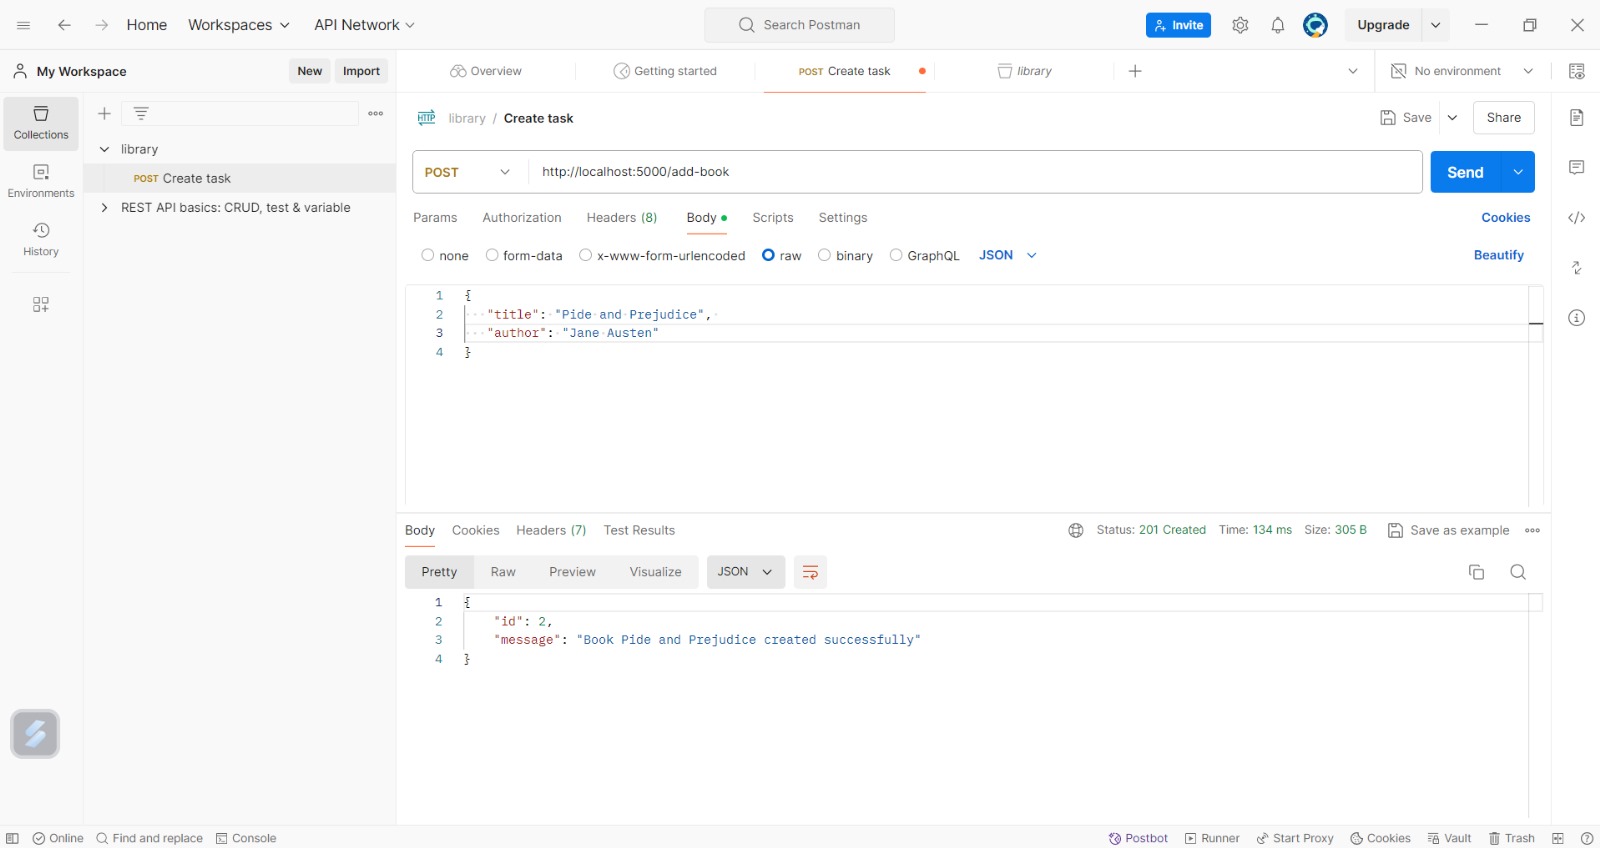 Home Workspaces API Network Search Postman Invite Upgrade
My Workspace New Import Overview Getting started POST Create task library No environment
Collections
library
POST Create task
Environments
REST API basics: CRUD, test & variable
History
library / Create task Save Share
POST http://localhost:5000/add-book Send
Params Authorization Headers (8) Body Scripts Settings Cookies
none form-data x-www-form-urlencoded raw binary GraphQL JSON Beautify
1 {
2 "title": "Pide and Prejudice",
3 "author": "Jane Austen"
4 }
Body Cookies Headers (7) Test Results Status: 201 Created Time: 134 ms Size: 305 B Save as example
Pretty Raw Preview Visualize JSON
1 {
2 "id": 2,
3 "message": "Book Pide and Prejudice created successfully"
4 }
Online Find and replace Console Postbot Runner Start Proxy Cookies Vault Trash